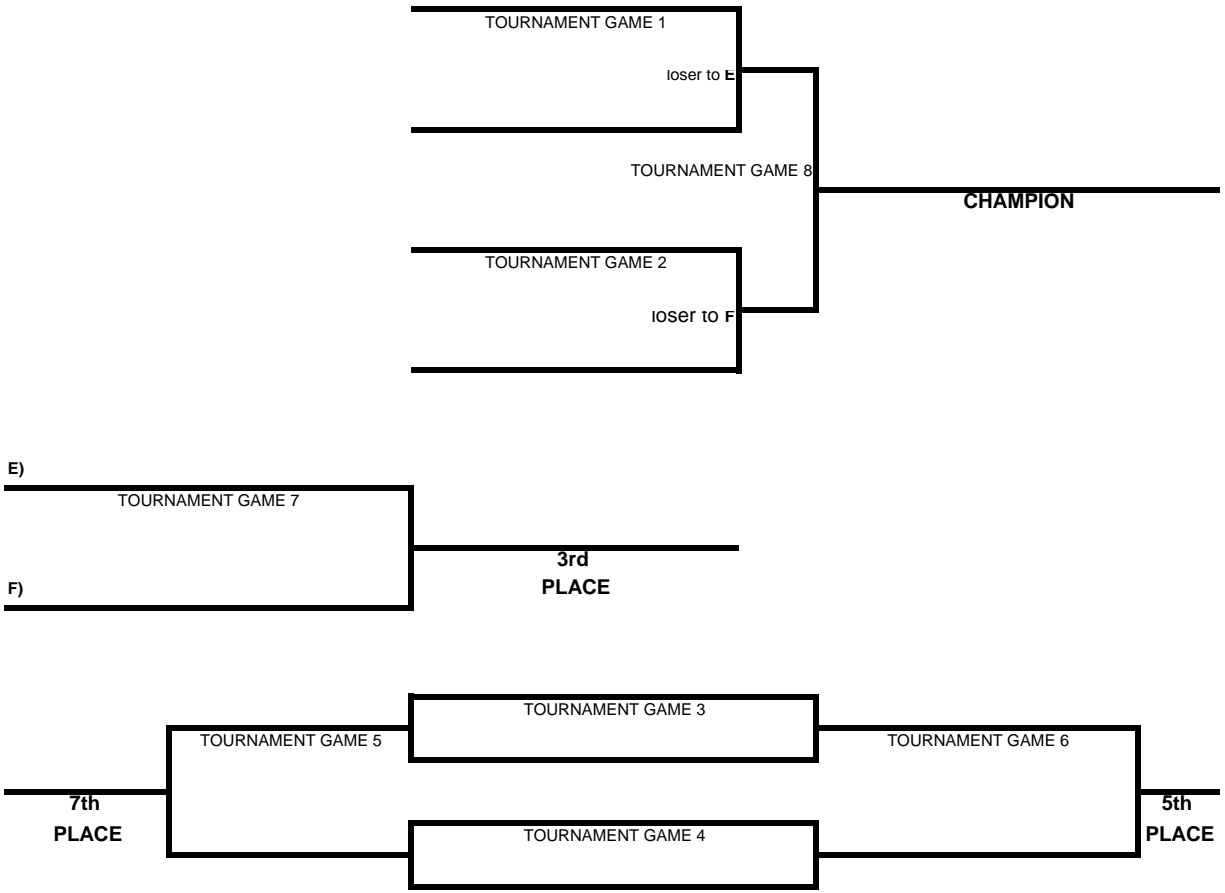 TOURNAMENT GAME 1
loser to E
TOURNAMENT GAME 8
CHAMPION
TOURNAMENT GAME 2
loser to F
E)
TOURNAMENT GAME 7
3rd
PLACE
F)
TOURNAMENT GAME 3
TOURNAMENT GAME 5
TOURNAMENT GAME 6
7th
PLACE
5th
PLACE
TOURNAMENT GAME 4